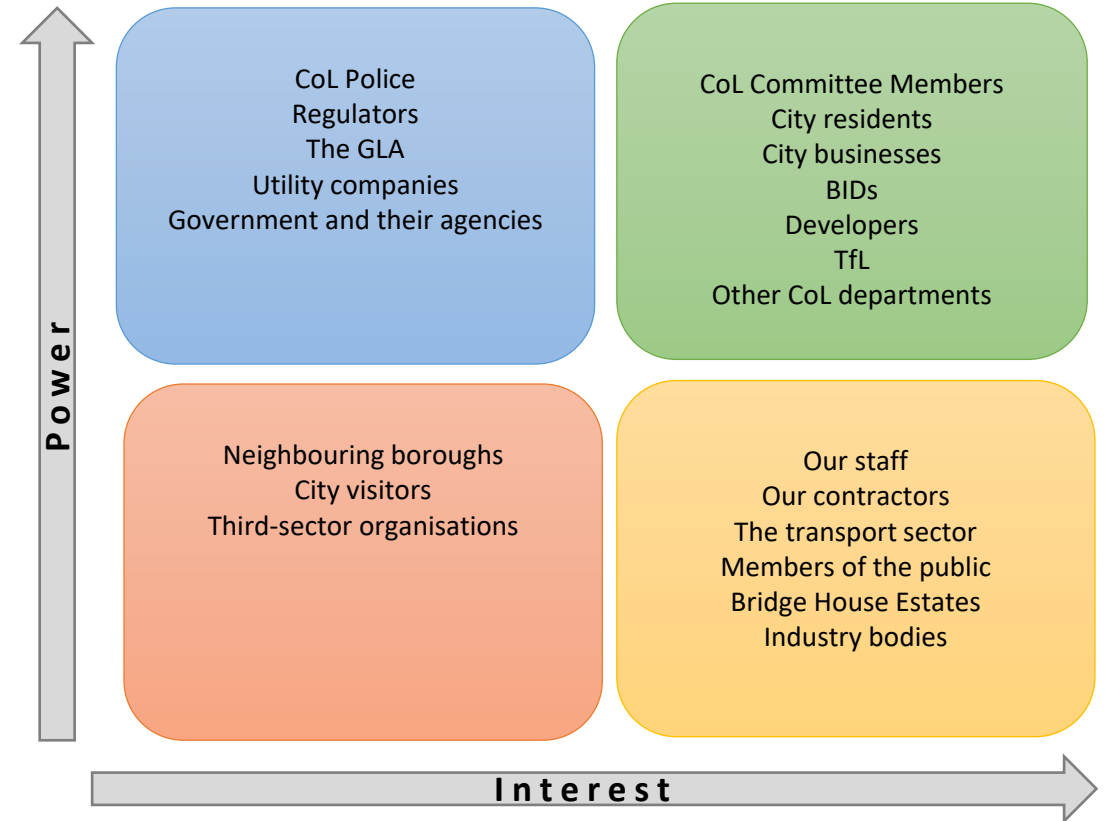 CoL Police
Regulators
The GLA
Utility companies
Government and their agencies
CoL Committee Members
City residents
City businesses
BIDs
Developers
TfL
Other CoL departments
Power
Neighbouring boroughs
City visitors
Third-sector organisations
Our staff
Our contractors
The transport sector
Members of the public
Bridge House Estates
Industry bodies
Interest